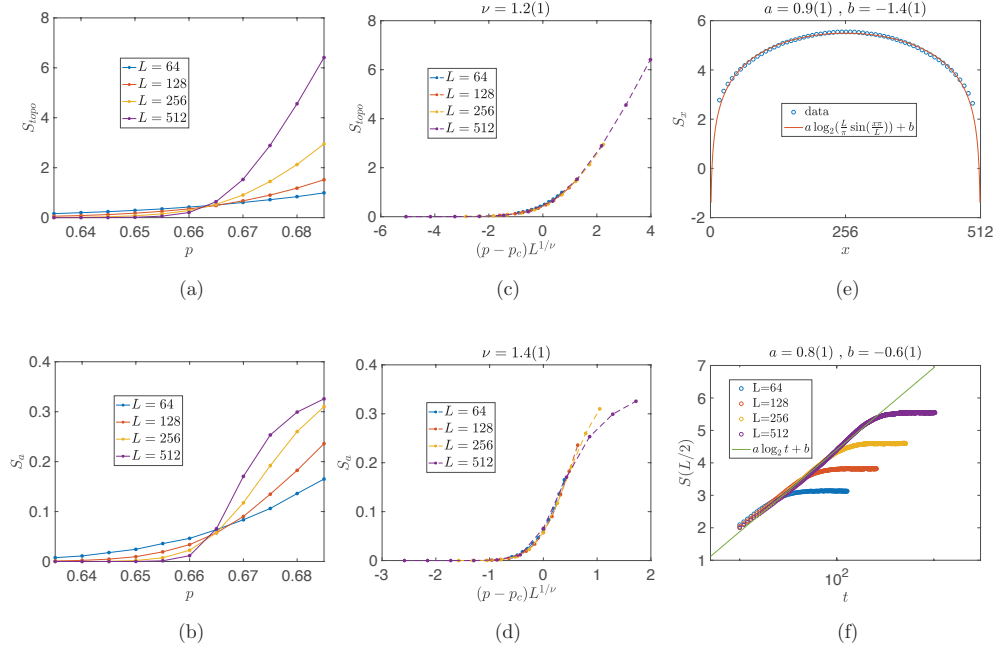 8
6
4
2
0
S_topo
L = 64
L = 128
L = 256
L = 512
0.64 0.65 0.66 0.67 0.68
p
(a)
ν = 1.2(1)
8
6
4
2
0
S_topo
L = 64
L = 128
L = 256
L = 512
-6 -4 -2 0 2 4
(p − p_c)L^{1/ν}
(c)
a = 0.9(1) , b = −1.4(1)
6
4
2
0
-2
S_x
data
a log_2(L/π sin(xπ/L)) + b
0 256 512
x
(e)
0.4
0.3
0.2
0.1
0
S_a
L = 64
L = 128
L = 256
L = 512
0.64 0.65 0.66 0.67 0.68
p
(b)
ν = 1.4(1)
0.4
0.3
0.2
0.1
0
S_a
L = 64
L = 128
L = 256
L = 512
-3 -2 -1 0 1 2
(p − p_c)L^{1/ν}
(d)
a = 0.8(1) , b = −0.6(1)
7
6
5
4
3
2
1
S(L/2)
L=64
L=128
L=256
L=512
a log_2 t + b
10^2
t
(f)